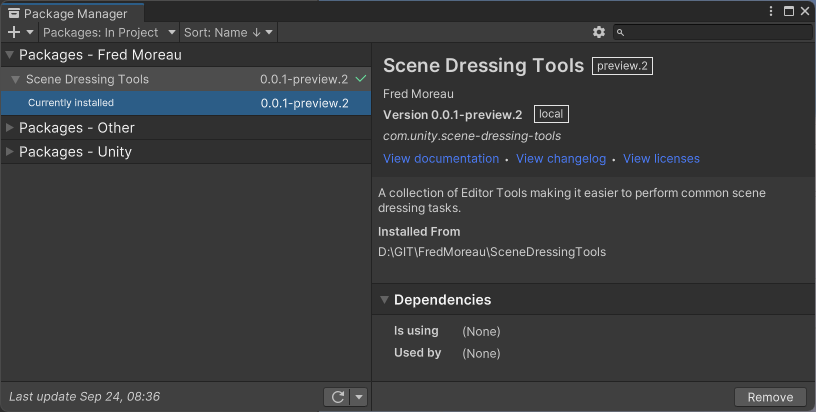 Package Manager
Packages: In Project
Sort: Name ↓
Packages - Fred Moreau
Scene Dressing Tools 0.0.1-preview.2
Currently installed 0.0.1-preview.2
Packages - Other
Packages - Unity
Last update Sep 24, 08:36
Scene Dressing Tools preview.2
Fred Moreau
Version 0.0.1-preview.2 local
com.unity.scene-dressing-tools
View documentation • View changelog • View licenses
A collection of Editor Tools making it easier to perform common scene
dressing tasks.
Installed From
D:\GIT\FredMoreau\SceneDressingTools
Dependencies
Is using (None)
Used by (None)
Remove